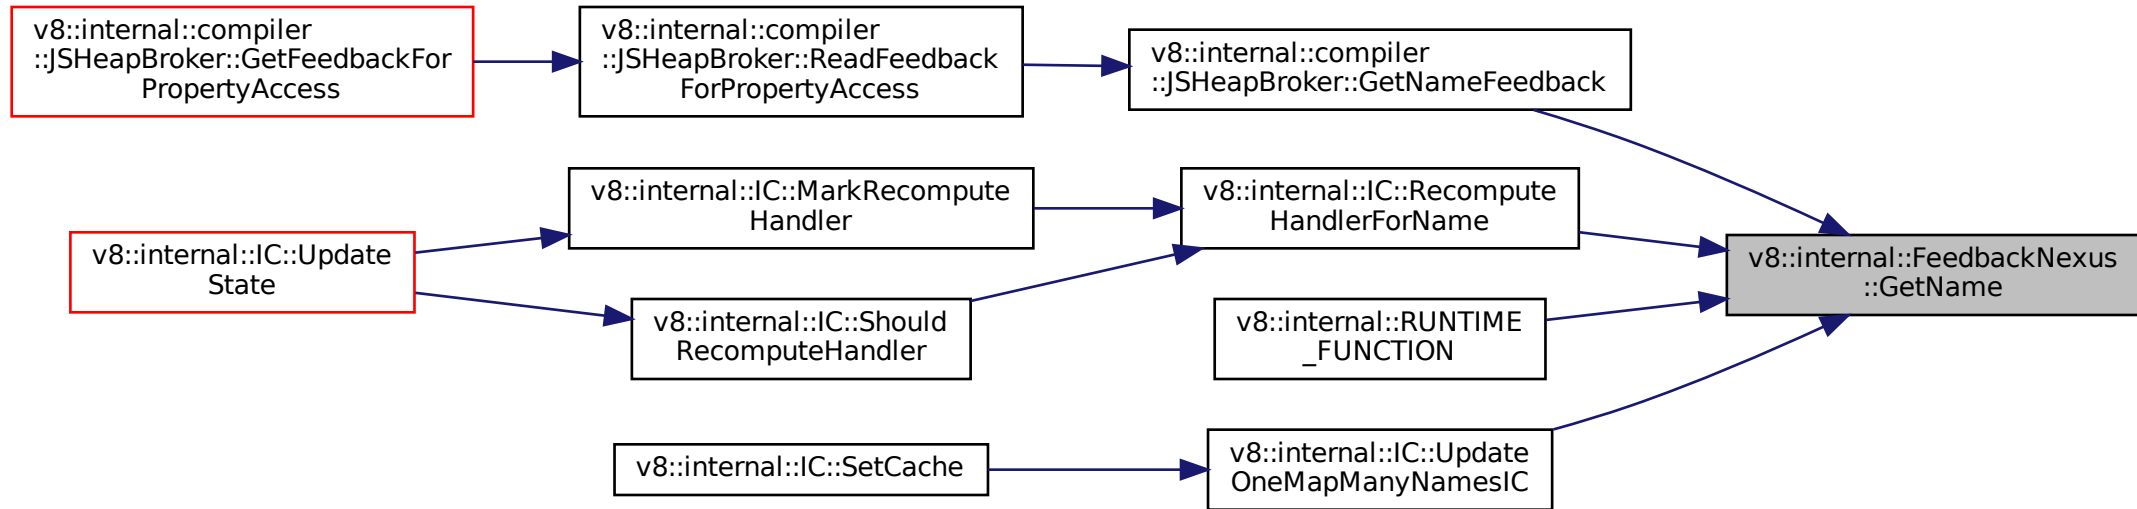 v8::internal::compiler
::JSHeapBroker::GetFeedbackFor
PropertyAccess
v8::internal::compiler
::JSHeapBroker::ReadFeedback
ForPropertyAccess
v8::internal::compiler
::JSHeapBroker::GetNameFeedback
v8::internal::IC::MarkRecompute
Handler
v8::internal::IC::Recompute
HandlerForName
v8::internal::IC::Update
State
v8::internal::FeedbackNexus
::GetName
v8::internal::IC::Should
RecomputeHandler
v8::internal::RUNTIME
_FUNCTION
v8::internal::IC::SetCache
v8::internal::IC::Update
OneMapManyNamesIC